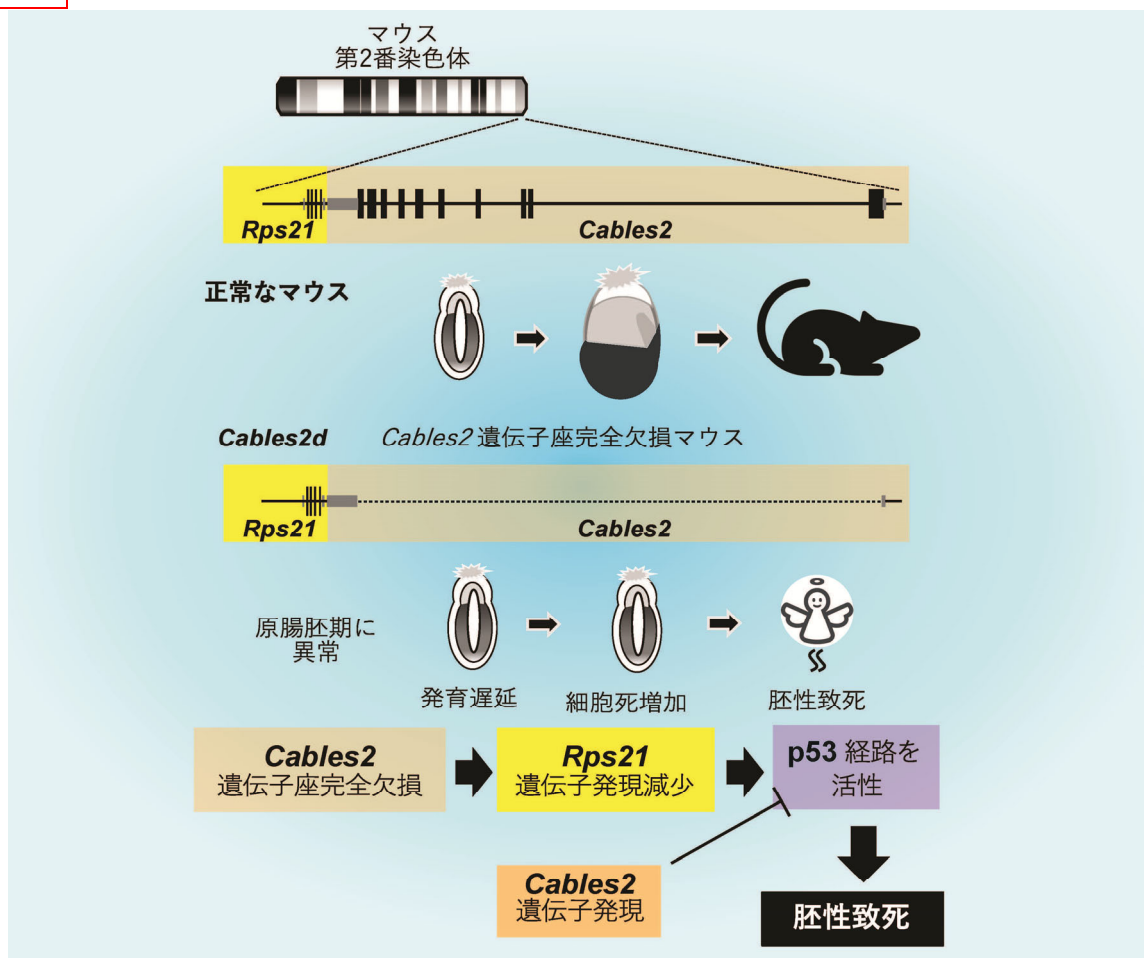 マウス
第2番染色体
Rps21
Cables2
正常なマウス
Cables2d
Cables2 遺伝子座完全欠損マウス
Rps21
Cables2
原腸胚期に
異常
発育遅延
細胞死増加
胚性致死
Cables2
遺伝子座完全欠損
Rps21
遺伝子発現減少
p53 経路を
活性
Cables2
遺伝子発現
胚性致死